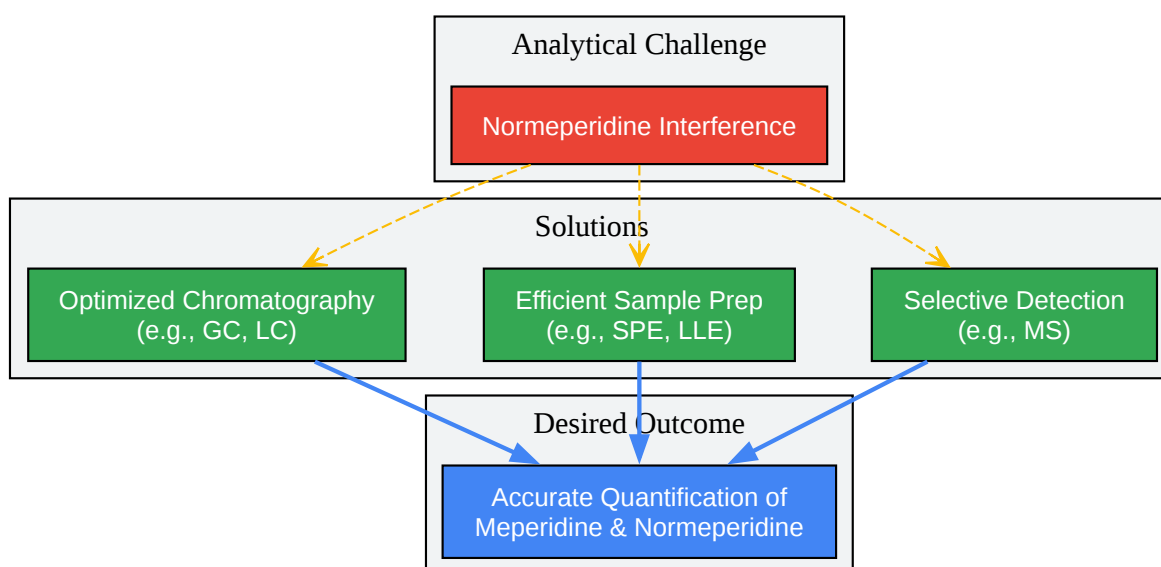 Analytical Challenge
Normeperidine Interference
Solutions
Optimized Chromatography
(e.g., GC, LC)
Efficient Sample Prep
(e.g., SPE, LLE)
Selective Detection
(e.g., MS)
Desired Outcome
Accurate Quantification of
Meperidine & Normeperidine